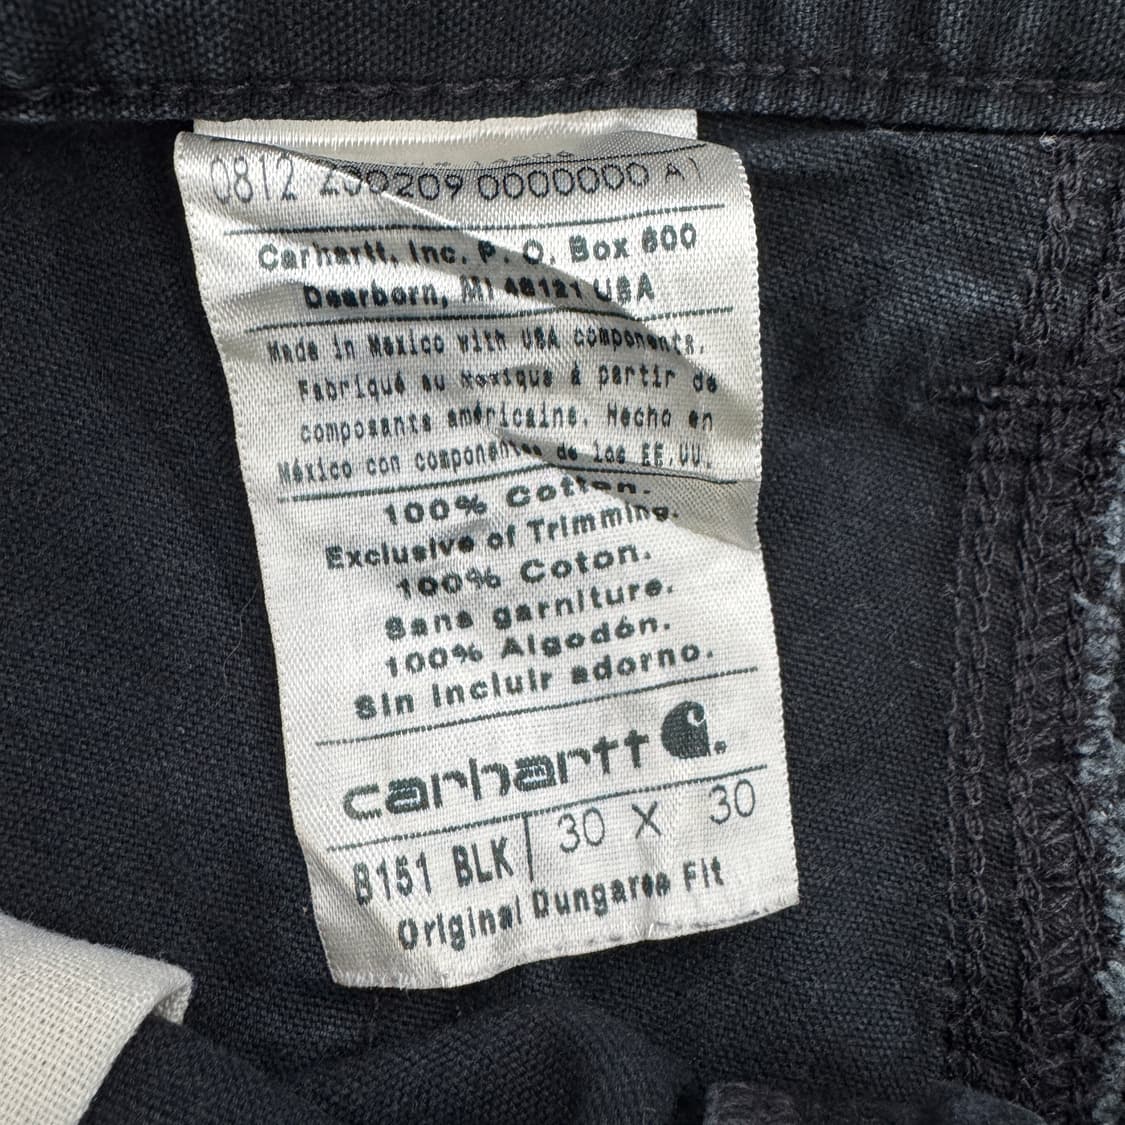 0812 200209 0000000 A)
Carhartt, Inc. P. O. Box 600
Dearborn, MI 48121 USA
Made in Mexico with USA components.
Fabriqué au Mexique à partir de
composants américains. Hecho en
México con componentes de los EE.UU.
100% Cotton.
Exclusive of Trimming.
100% Coton.
Sans garniture.
100% Algodón.
Sin incluir adorno.
carhartt
B151 BLK 30 X 30
Original Dungaree Fit